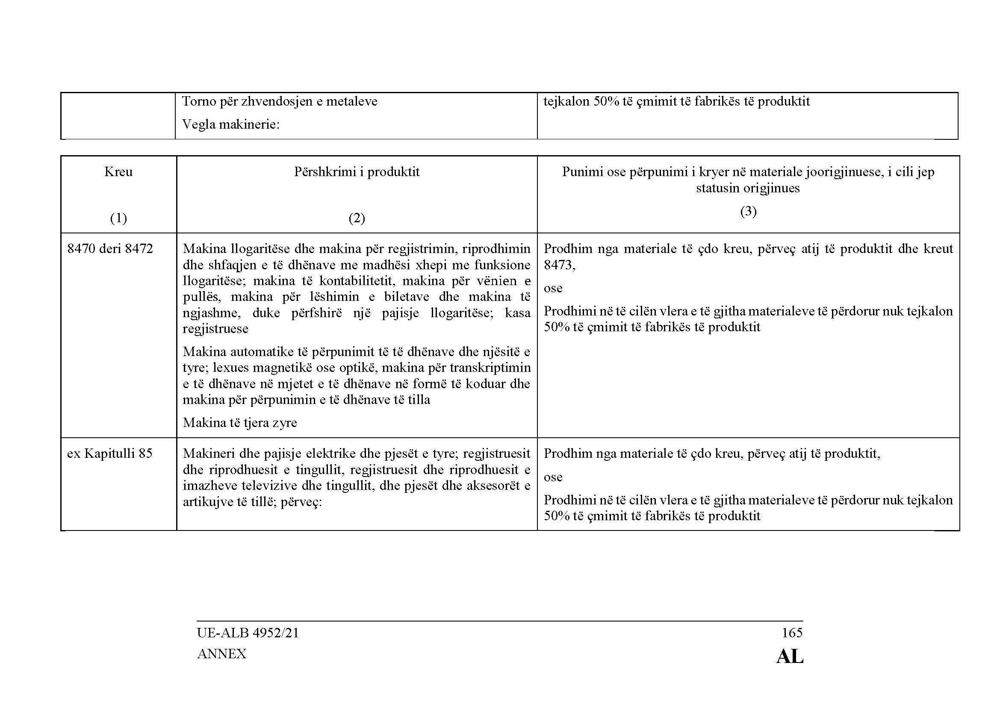 Torno për zhvendosjen e metaleve
Vegla makinerie:
tejkalon 50% të çmimit të fabrikës të produktit
Kreu
(1)
Përshkrimi i produktit
(2)
Punimi ose përpunimi i kryer në materiale joorigjinuese, i cili jep
statusin origjinues
(3)
8470 deri 8472
Makina llogaritëse dhe makina për regjistrimin, riprodhimin
dhe shfaqjen e të dhënave me madhësi xhepi me funksione
llogaritëse; makina të kontabilitetit, makina për vënien e
pullës, makina për lëshimin e biletave dhe makina të
ngjashme, duke përfshirë një pajisje llogaritëse; kasa
regjistruese
Makina automatike të përpunimit të të dhënave dhe njësitë e
tyre; lexues magnetikë ose optikë, makina për transkriptimin
e të dhënave në mjetet e të dhënave në formë të koduar dhe
makina për përpunimin e të dhënave të tilla
Makina të tjera zyre
Prodhim nga materiale të çdo kreu, përveç atij të produktit dhe kreut
8473,
ose
Prodhimi në të cilën vlera e të gjitha materialeve të përdorur nuk tejkalon
50% të çmimit të fabrikës të produktit
ex Kapitulli 85
Makineri dhe pajisje elektrike dhe pjesët e tyre; regjistruesit
dhe riprodhuesit e tingullit, regjistruesit dhe riprodhuesit e
imazheve televizive dhe tingullit, dhe pjesët dhe aksesorët e
artikujve të tillë; përveç:
Prodhim nga materiale të çdo kreu, përveç atij të produktit,
ose
Prodhimi në të cilën vlera e të gjitha materialeve të përdorur nuk tejkalon
50% të çmimit të fabrikës të produktit
UE-ALB 4952/21
165
ANNEX
AL